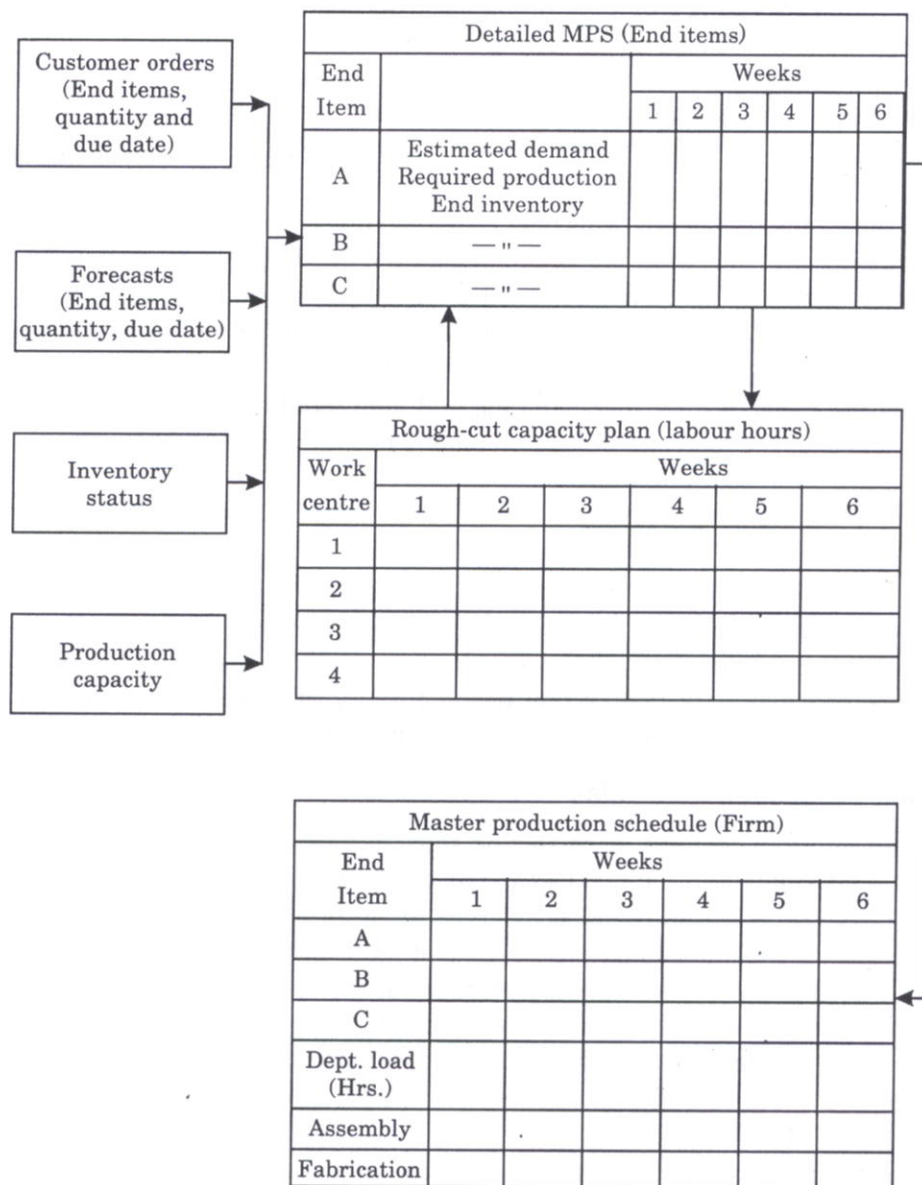 Customer orders
(End items,
quantity and
due date)
Forecasts
(End items,
quantity, due date)
Inventory
status
Production
capacity
Detailed MPS (End items)
End
Item
Weeks
1 2 3 4 5 6
A
Estimated demand
Required production
End inventory
B — " —
C — " —
Rough-cut capacity plan (labour hours)
Work
centre
Weeks
1 2 3 4 5 6
1
2
3
4
Master production schedule (Firm)
End
Item
Weeks
1 2 3 4 5 6
A
B
C
Dept. load
(Hrs.)
Assembly
Fabrication